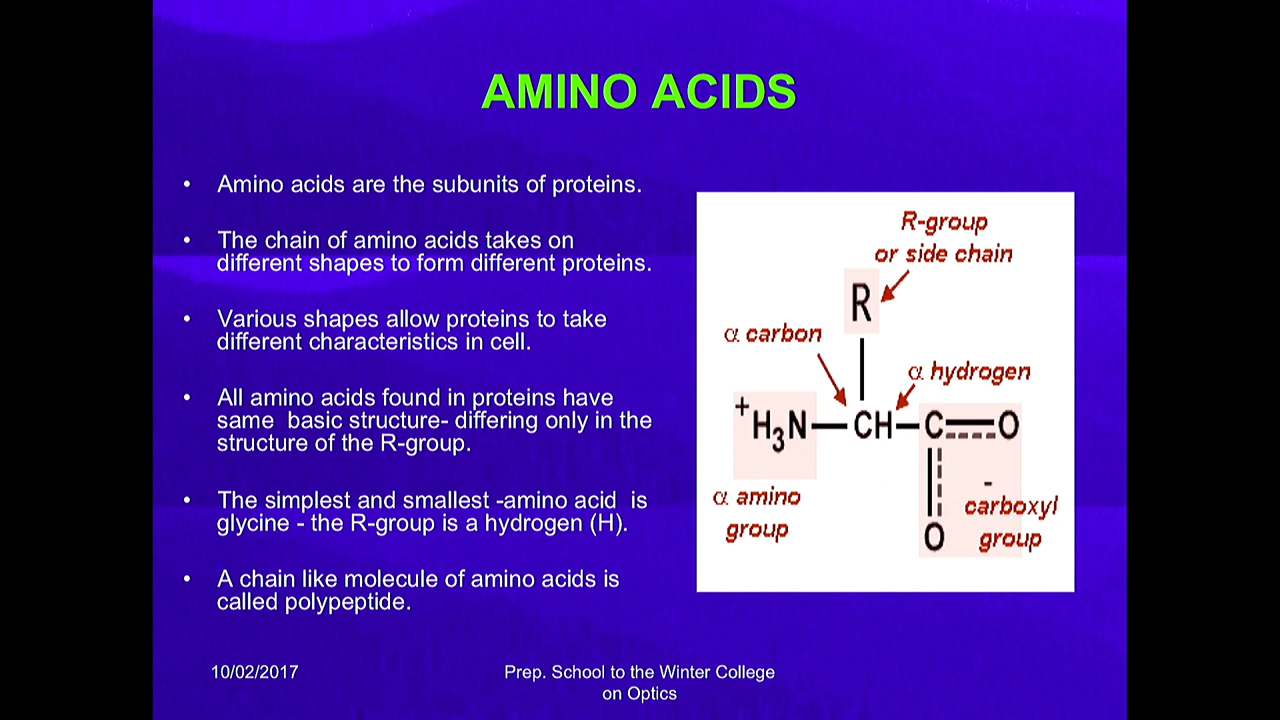 AMINO ACIDS
• Amino acids are the subunits of proteins.
• The chain of amino acids takes on
different shapes to form different proteins.
• Various shapes allow proteins to take
different characteristics in cell.
• All amino acids found in proteins have
same  basic structure- differing only in the
structure of the R-group.
• The simplest and smallest -amino acid  is
glycine - the R-group is a hydrogen (H).
• A chain like molecule of amino acids is
called polypeptide.
R-group
or side chain
R
α carbon
α hydrogen
+H3N—CH—C O
α amino
group
-
carboxyl
group
O
10/02/2017
Prep. School to the Winter College
on Optics